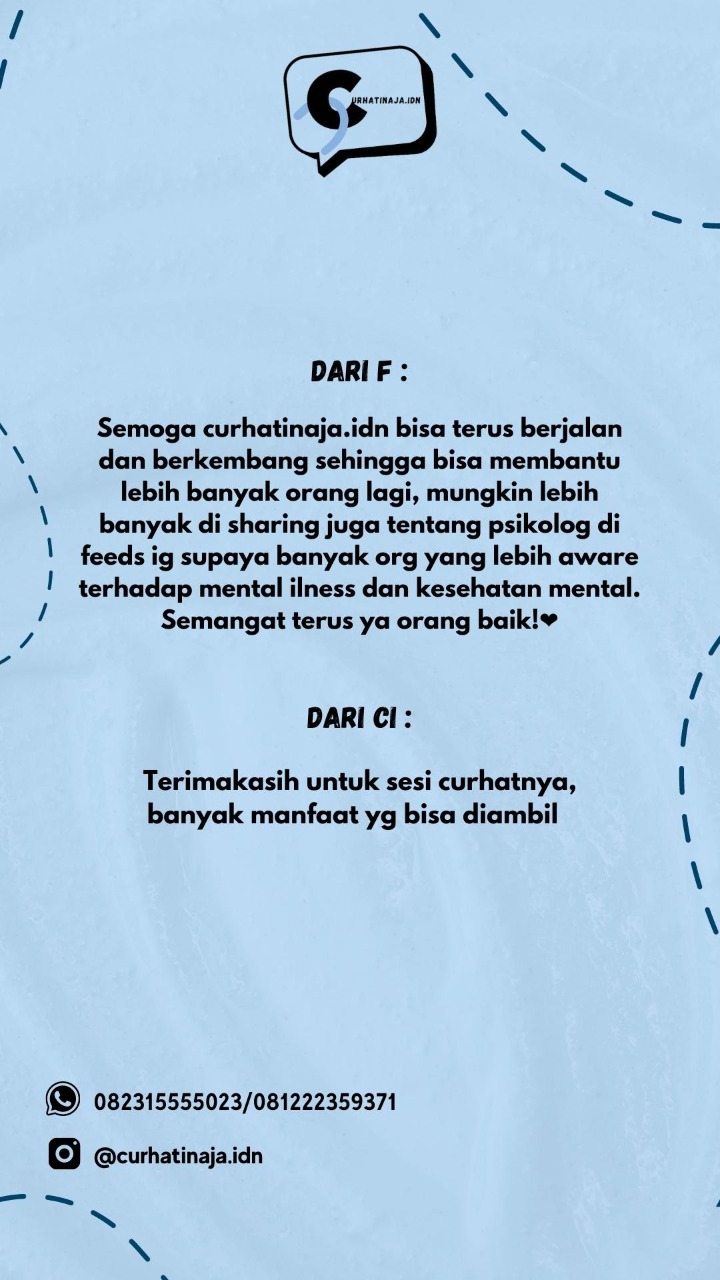 CURHATINAJA.IDN
DARI F :
Semoga curhatinaja.idn bisa terus berjalan
dan berkembang sehingga bisa membantu
lebih banyak orang lagi, mungkin lebih
banyak di sharing juga tentang psikolog di
feeds ig supaya banyak org yang lebih aware
terhadap mental ilness dan kesehatan mental.
Semangat terus ya orang baik!❤
DARI CI :
Terimakasih untuk sesi curhatnya,
banyak manfaat yg bisa diambil
082315555023/081222359371
@curhatinaja.idn